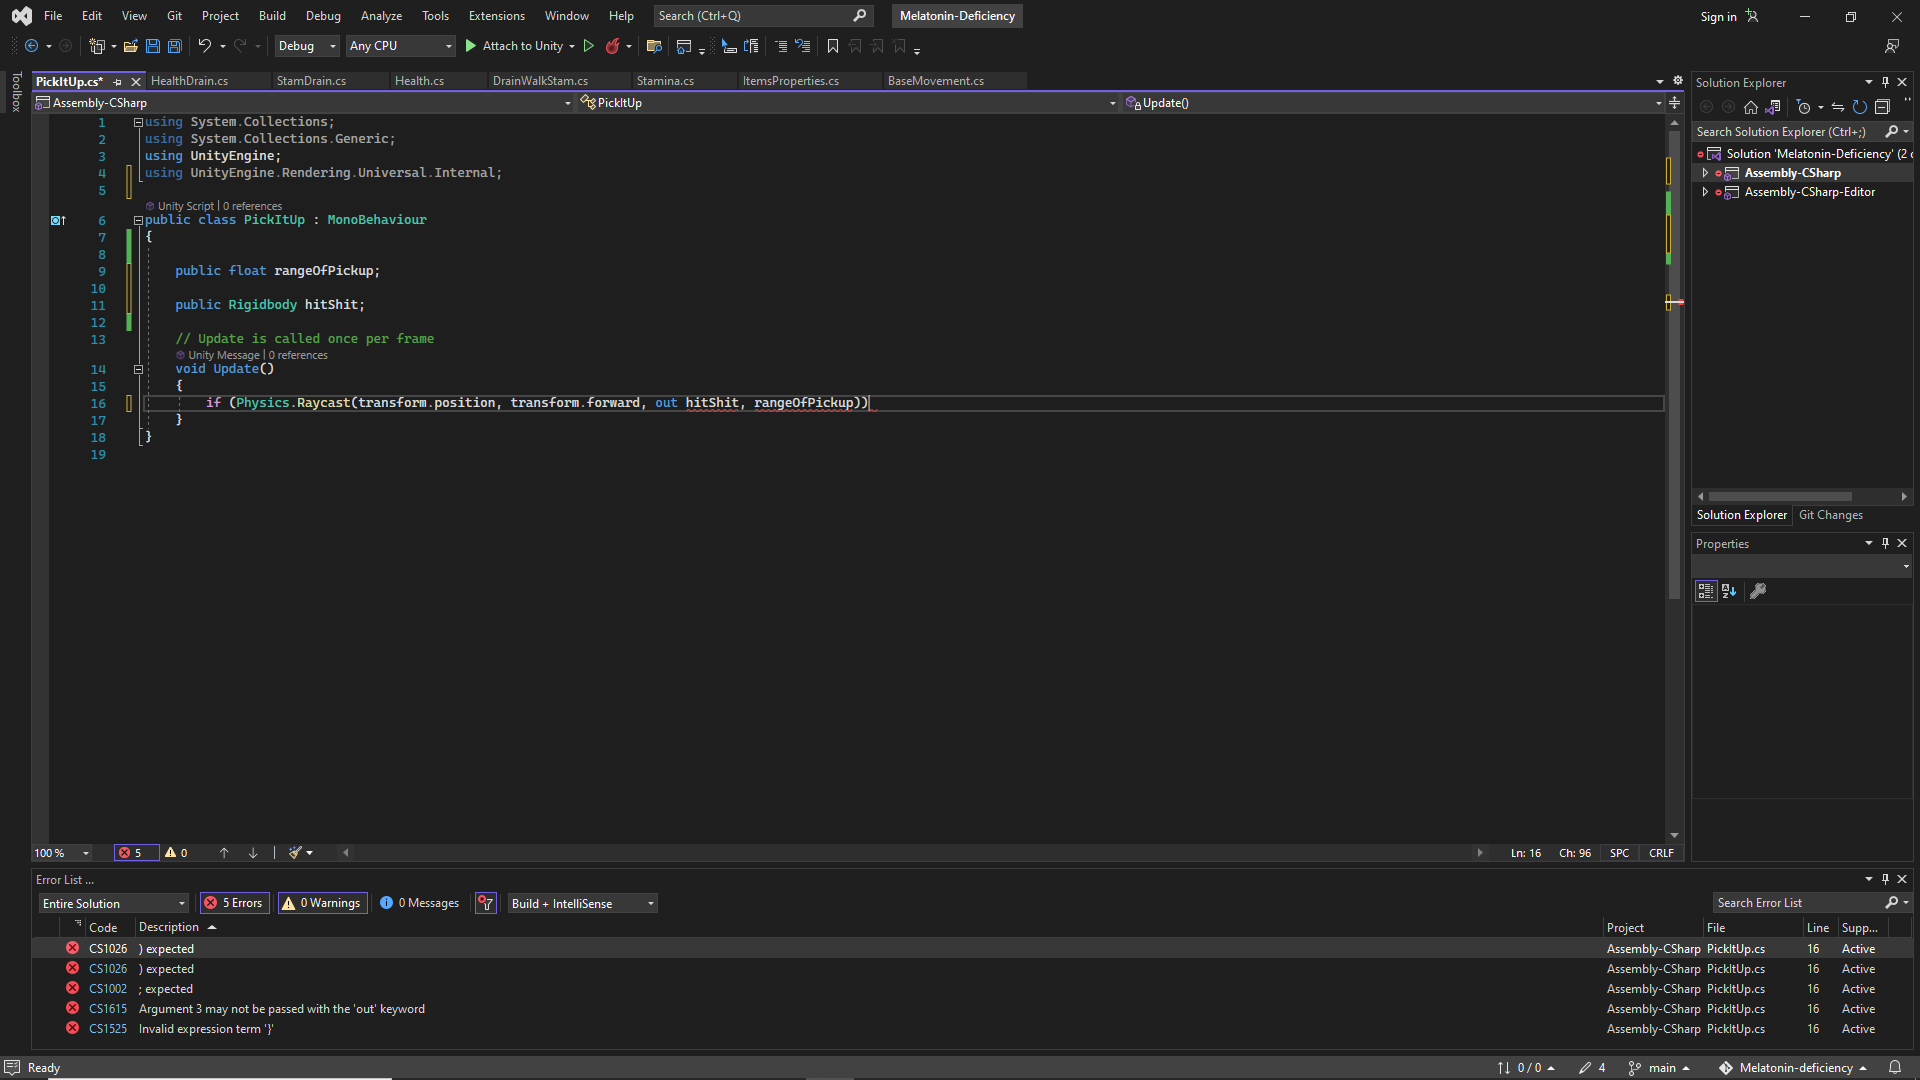 File Edit View Git Project Build Debug Analyze Tools Extensions Window Help Search (Ctrl+Q) Melatonin-Deficiency Sign in
Debug Any CPU Attach to Unity
Toolbox
PickItUp.cs* HealthDrain.cs StamDrain.cs Health.cs DrainWalkStam.cs Stamina.cs ItemsProperties.cs BaseMovement.cs
Assembly-CSharp PickItUp Update()
1 using System.Collections;
2 using System.Collections.Generic;
3 using UnityEngine;
4 using UnityEngine.Rendering.Universal.Internal;
5
Unity Script | 0 references
6 public class PickItUp : MonoBehaviour
7 {
8
9 public float rangeOfPickup;
10
11 public Rigidbody hitShit;
12
13 // Update is called once per frame
Unity Message | 0 references
14 void Update()
15 {
16 if (Physics.Raycast(transform.position, transform.forward, out hitShit, rangeOfPickup))
17 }
18 }
19
100 % 5 0 Ln: 16 Ch: 96 SPC CRLF
Solution Explorer
Search Solution Explorer (Ctrl+;)
Solution 'Melatonin-Deficiency' (2 
Assembly-CSharp
Assembly-CSharp-Editor
Solution Explorer Git Changes
Properties
Error List ...
Entire Solution 5 Errors 0 Warnings 0 Messages Build + IntelliSense Search Error List
Code Description Project File Line Supp...
CS1026 ) expected Assembly-CSharp PickItUp.cs 16 Active
CS1026 ) expected Assembly-CSharp PickItUp.cs 16 Active
CS1002 ; expected Assembly-CSharp PickItUp.cs 16 Active
CS1615 Argument 3 may not be passed with the 'out' keyword Assembly-CSharp PickItUp.cs 16 Active
CS1525 Invalid expression term '}' Assembly-CSharp PickItUp.cs 16 Active
Ready 0 / 0 4 main Melatonin-deficiency